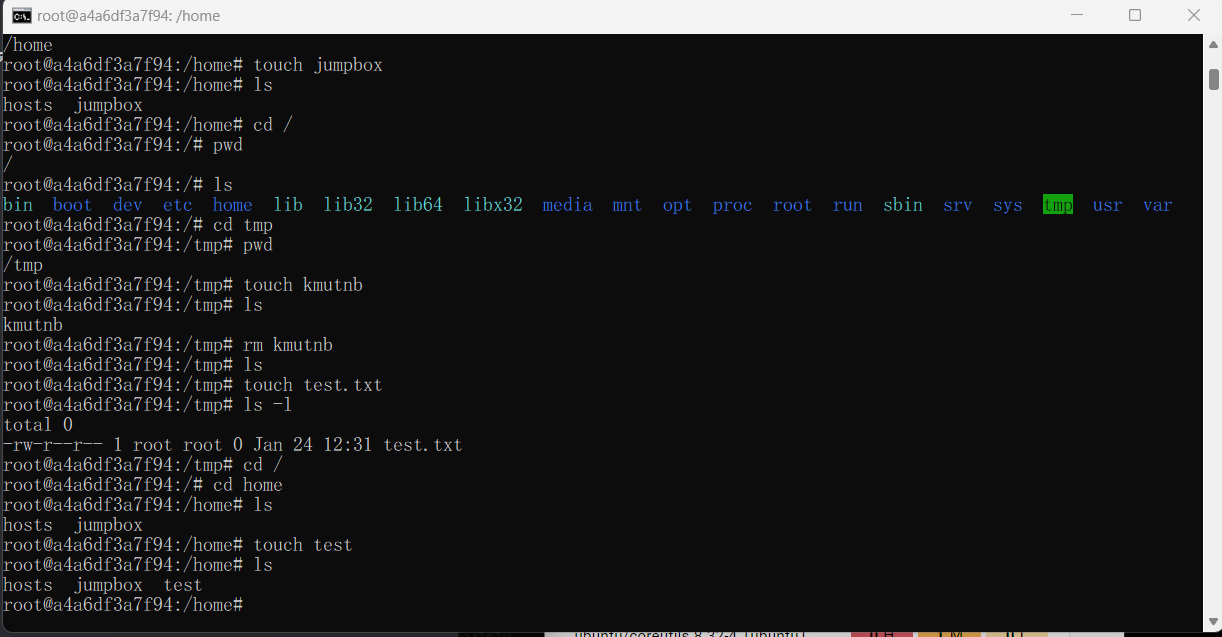 root@a4a6df3a7f94: /home
/home
root@a4a6df3a7f94:/home# touch jumpbox
root@a4a6df3a7f94:/home# ls
hosts  jumpbox
root@a4a6df3a7f94:/home# cd /
root@a4a6df3a7f94:/# pwd
/
root@a4a6df3a7f94:/# ls
bin  boot  dev  etc  home  lib  lib32  lib64  libx32  media  mnt  opt  proc  root  run  sbin  srv  sys  tmp  usr  var
root@a4a6df3a7f94:/# cd tmp
root@a4a6df3a7f94:/tmp# pwd
/tmp
root@a4a6df3a7f94:/tmp# touch kmutnb
root@a4a6df3a7f94:/tmp# ls
kmutnb
root@a4a6df3a7f94:/tmp# rm kmutnb
root@a4a6df3a7f94:/tmp# ls
root@a4a6df3a7f94:/tmp# touch test.txt
root@a4a6df3a7f94:/tmp# ls -l
total 0
-rw-r--r-- 1 root root 0 Jan 24 12:31 test.txt
root@a4a6df3a7f94:/tmp# cd /
root@a4a6df3a7f94:/# cd home
root@a4a6df3a7f94:/home# ls
hosts  jumpbox
root@a4a6df3a7f94:/home# touch test
root@a4a6df3a7f94:/home# ls
hosts  jumpbox  test
root@a4a6df3a7f94:/home#